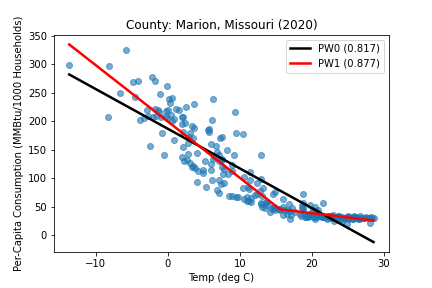 County: Marion, Missouri (2020)
Per-Capita Consumption (MMBtu/1000 Households)
350
300
250
200
150
100
50
0
PW0 (0.817)
PW1 (0.877)
−10
0
10
20
30
Temp (deg C)